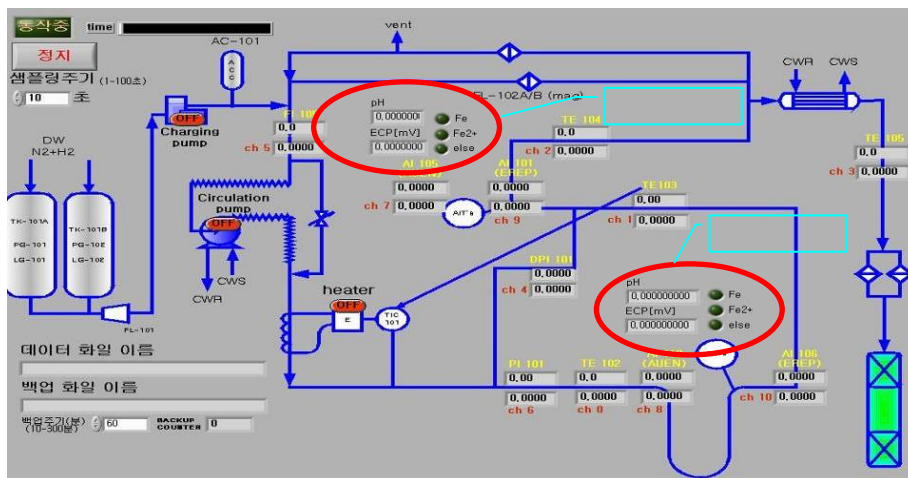 동작중
time
정지
샘플링주기 (1-100초)
10 초
AC-101
ACC
vent
CWR CWS
OFF
Charging
pump
DW
N2+H2
TK-101A
PG-101
LG-101
TK-101B
PG-102
LG-102
FL-101
0.0
ch 5 0.0000
pH
0.000000
ECP[mV]
0.0000000
Fe
Fe2+
else
FL-102A/B (mag)
TE 104
0.0
ch 2 0.0000
TE 105
0.0
ch 3 0.0000
AI 105
0.0000
ch 7 0.0000
AI 101
(EREP)
0.0000
0.0000
ch 9
Circulation
pump
OFF
CWR
CWS
TE103
0.00
ch 1 0.0000
DPI 101
0.0000
ch 4 0.0000
heater
OFF
E
TIC
101
pH
0.000000000
ECP[mV]
0.000000000
Fe
Fe2+
else
PI 101
0.00
0.0000
ch 6
TE 102
0.0
0.0000
ch 0
(AUEN)
0.0000
0.0000
ch 8
AI 106
(EREP)
0.0000
ch 10 0.0000
데이터 화일 이름
백업 화일 이름
백업주기(분)
(10-300분)
60
BACKUP
COUNTER
0